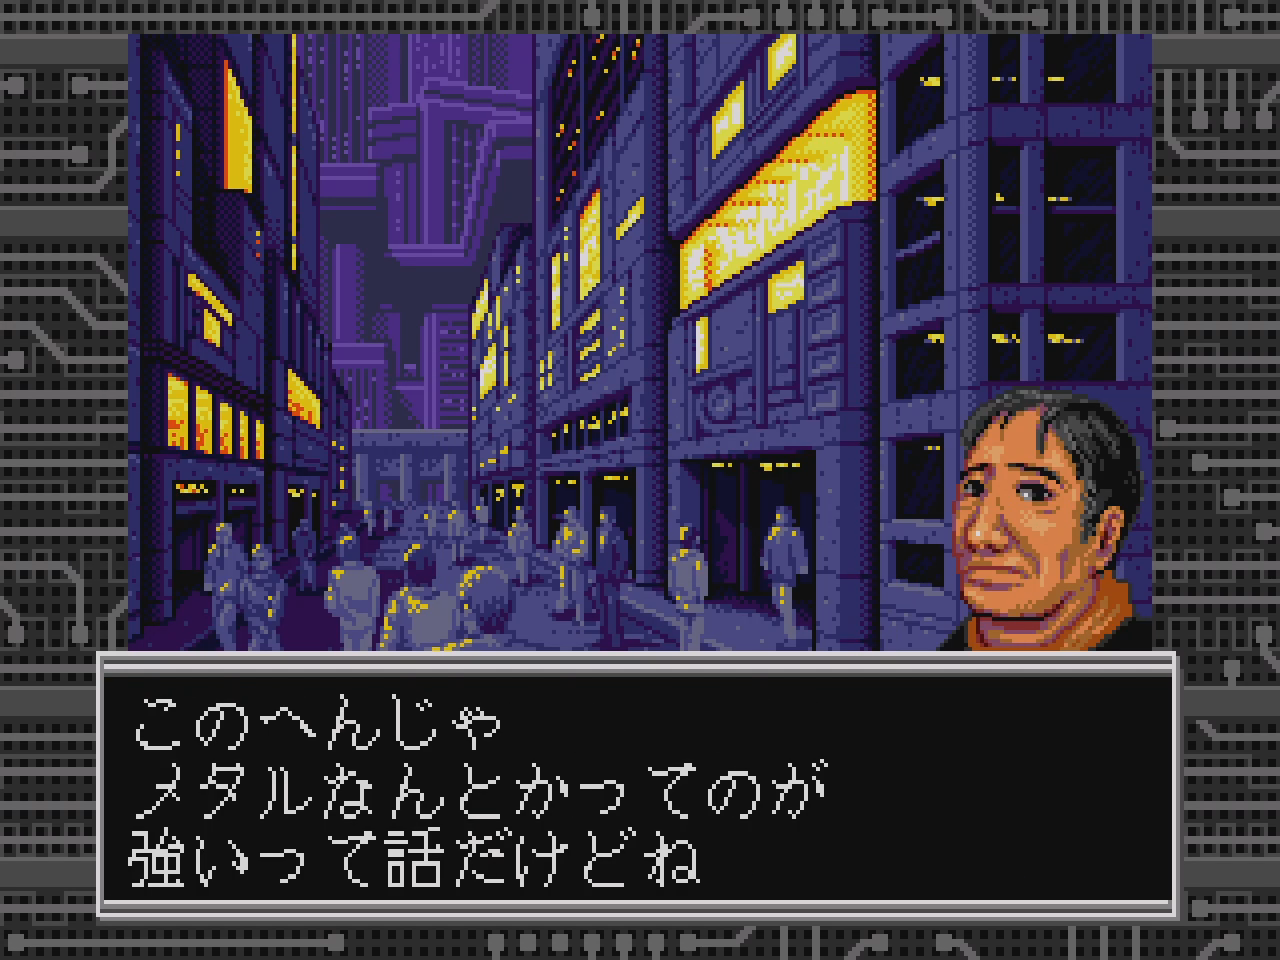 このへんじゃ
メタルなんとかってのが
強いって話だけどね